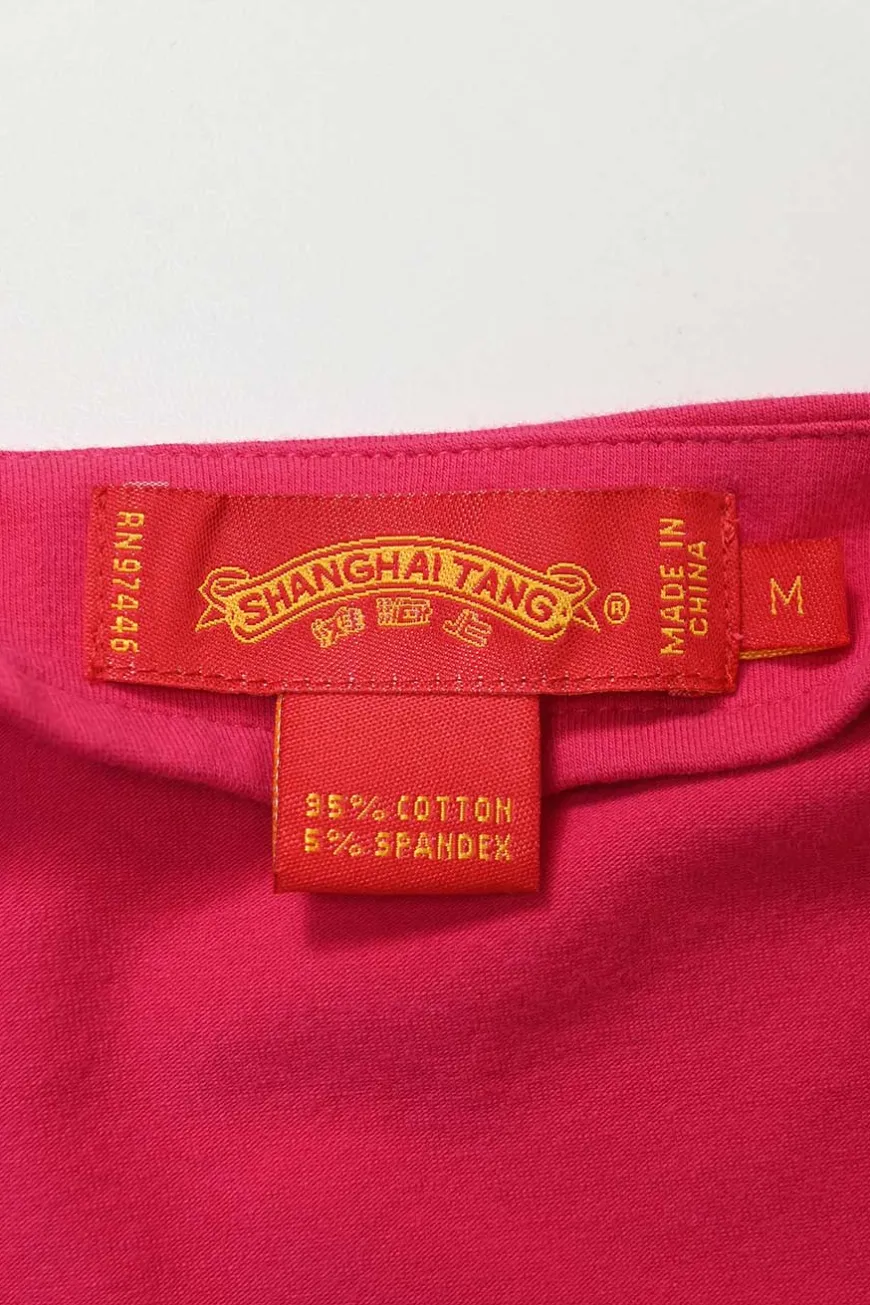 RN97446
SHANGHAI TANG ®
上海灘
MADE IN
CHINA
M
95% COTTON
5% SPANDEX